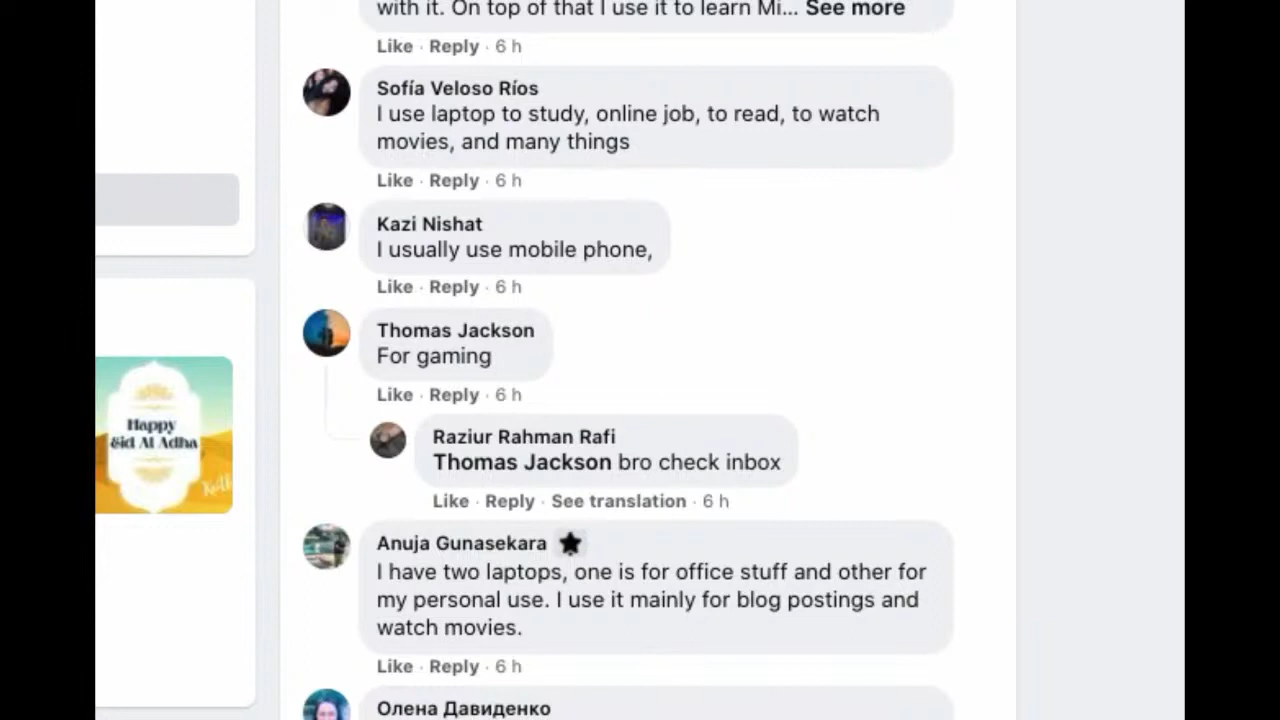 with it. On top of that I use it to learn Mi... See more
Like · Reply · 6 h
Sofía Veloso Ríos
I use laptop to study, online job, to read, to watch
movies, and many things
Like · Reply · 6 h
Kazi Nishat
I usually use mobile phone,
Like · Reply · 6 h
Thomas Jackson
For gaming
Like · Reply · 6 h
Raziur Rahman Rafi
Thomas Jackson bro check inbox
Like · Reply · See translation · 6 h
Happy
Eid Al Adha
Anuja Gunasekara
I have two laptops, one is for office stuff and other for
my personal use. I use it mainly for blog postings and
watch movies.
Like · Reply · 6 h
Олена Давиденко